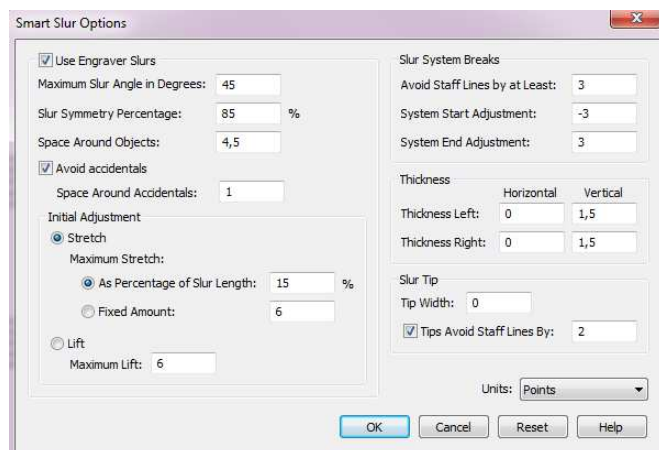 Smart Slur Options
Use Engraver Slurs
Maximum Slur Angle in Degrees: 45
Slur Symmetry Percentage: 85 %
Space Around Objects: 4,5
Avoid accidentals
Space Around Accidentals: 1
Initial Adjustment
Stretch
Maximum Stretch:
As Percentage of Slur Length: 15 %
Fixed Amount: 6
Lift
Maximum Lift: 6
Slur System Breaks
Avoid Staff Lines by at Least: 3
System Start Adjustment: -3
System End Adjustment: 3
Thickness
Horizontal Vertical
Thickness Left: 0 1,5
Thickness Right: 0 1,5
Slur Tip
Tip Width: 0
Tips Avoid Staff Lines By: 2
Units: Points
OK Cancel Reset Help